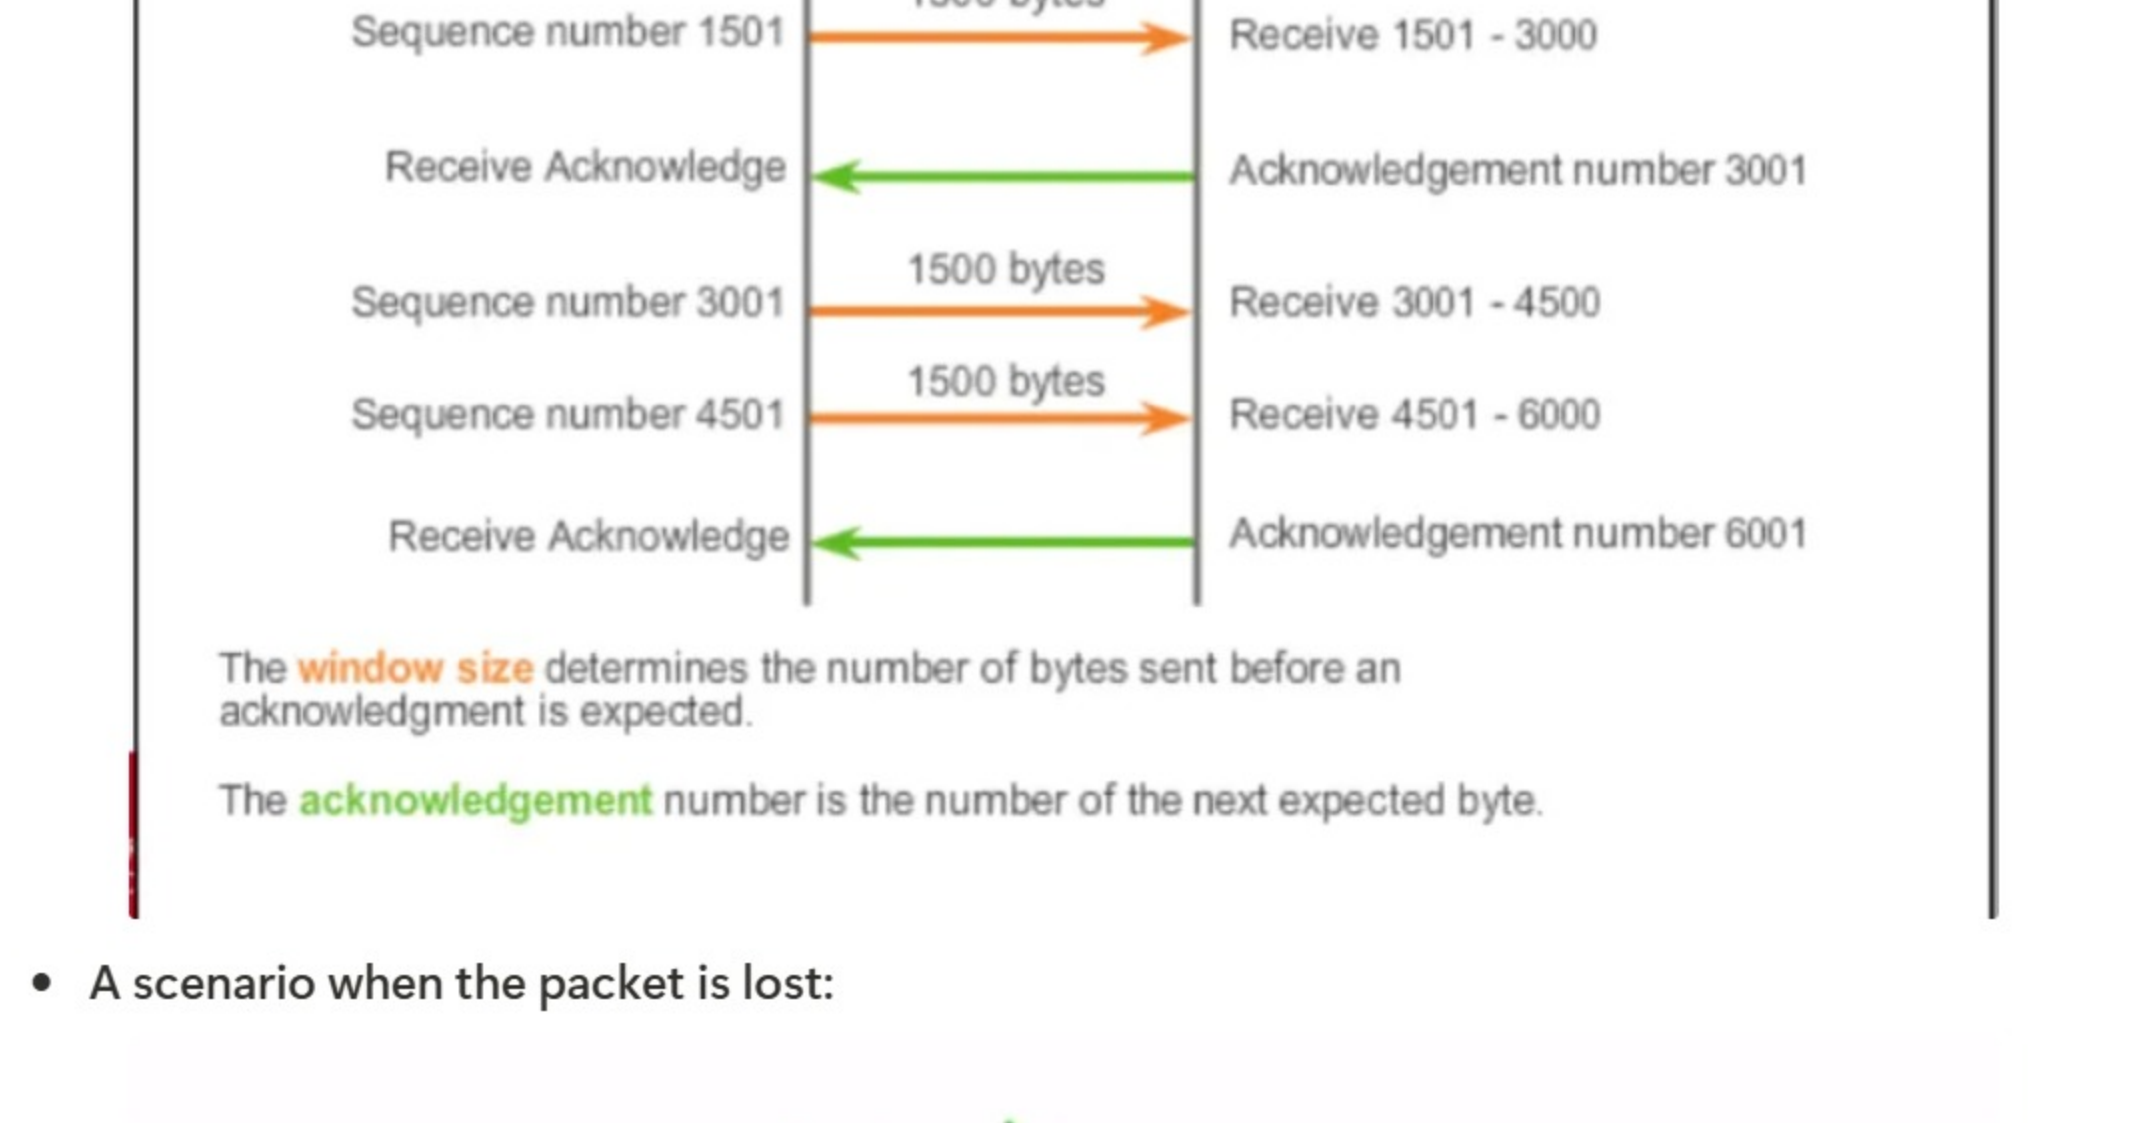 1500 bytes
Sequence number 1501
Receive 1501 - 3000
Receive Acknowledge
Acknowledgement number 3001
1500 bytes
Sequence number 3001
Receive 3001 - 4500
1500 bytes
Sequence number 4501
Receive 4501 - 6000
Receive Acknowledge
Acknowledgement number 6001
The window size determines the number of bytes sent before an
acknowledgment is expected.
The acknowledgement number is the number of the next expected byte.
• A scenario when the packet is lost: